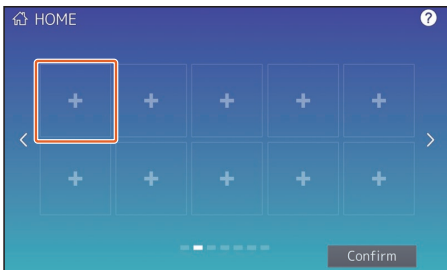 HOME
?
+ + + + +
< >
+ + + + +
Confirm